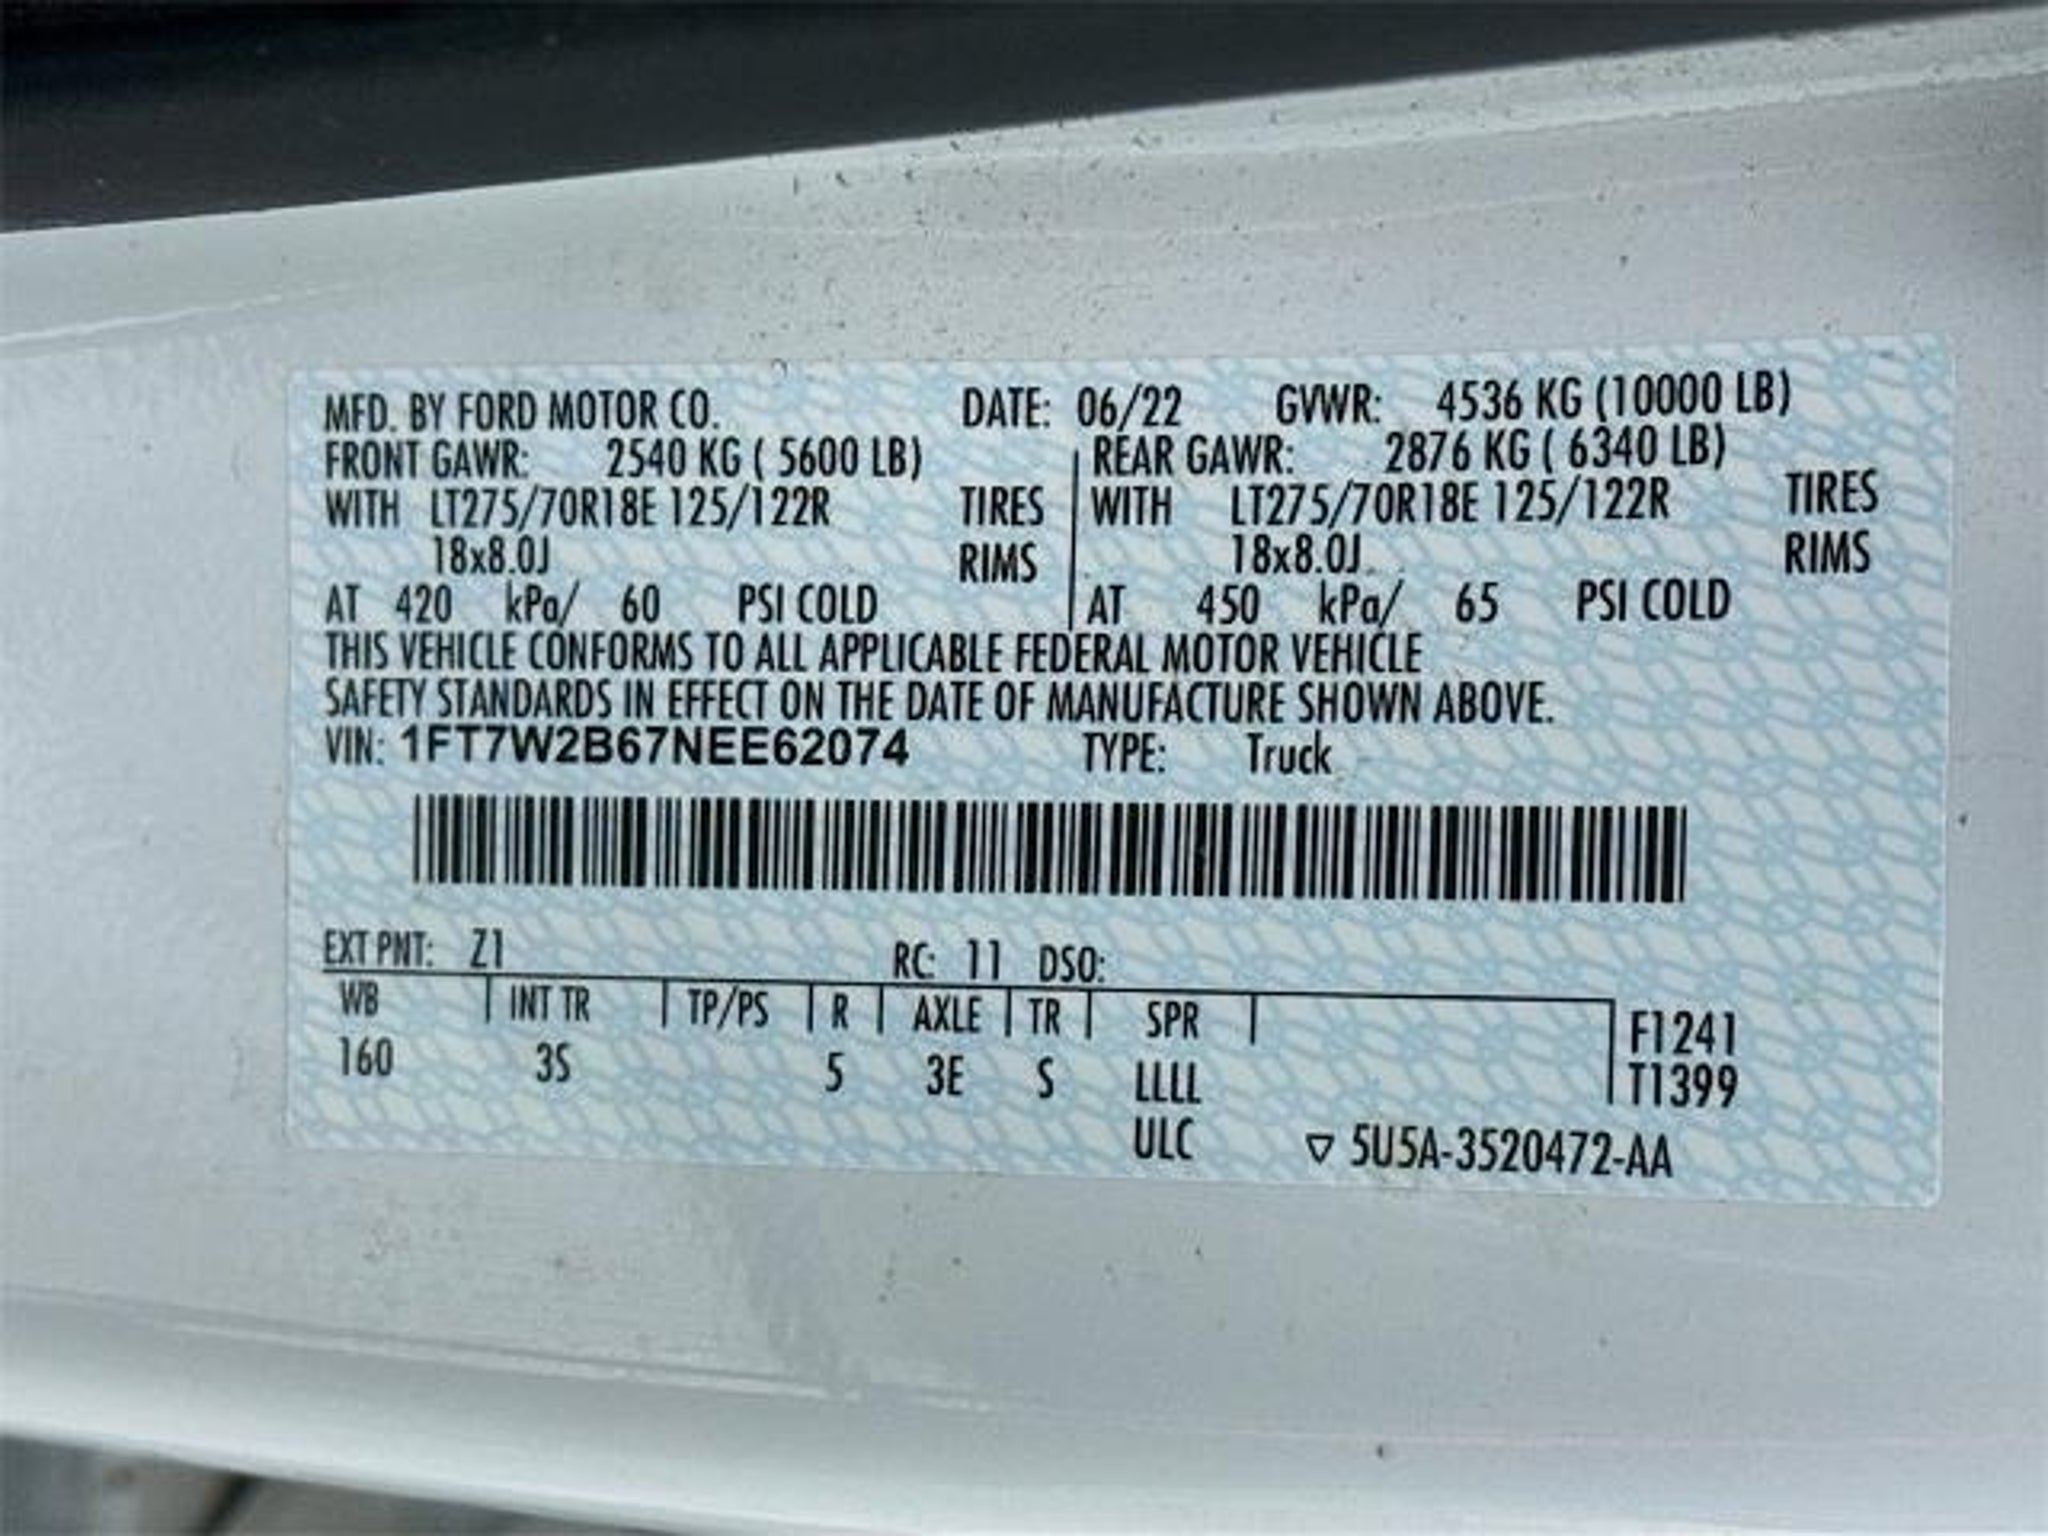 MFD. BY FORD MOTOR CO. DATE: 06/22 GVWR: 4536 KG (10000 LB)
FRONT GAWR: 2540 KG ( 5600 LB) REAR GAWR: 2876 KG ( 6340 LB)
WITH LT275/70R18E 125/122R TIRES WITH LT275/70R18E 125/122R TIRES
18x8.0J RIMS 18x8.0J RIMS
AT 420 kPa/ 60 PSI COLD AT 450 kPa/ 65 PSI COLD
THIS VEHICLE CONFORMS TO ALL APPLICABLE FEDERAL MOTOR VEHICLE
SAFETY STANDARDS IN EFFECT ON THE DATE OF MANUFACTURE SHOWN ABOVE.
VIN: 1FT7W2B67NEE62074 TYPE: Truck
EXT PNT: Z1 RC: 11 DSO:
WB INT TR TP/PS R AXLE TR SPR F1241
160 3S 5 3E S LLLL T1399
ULC ▽ 5U5A-3520472-AA